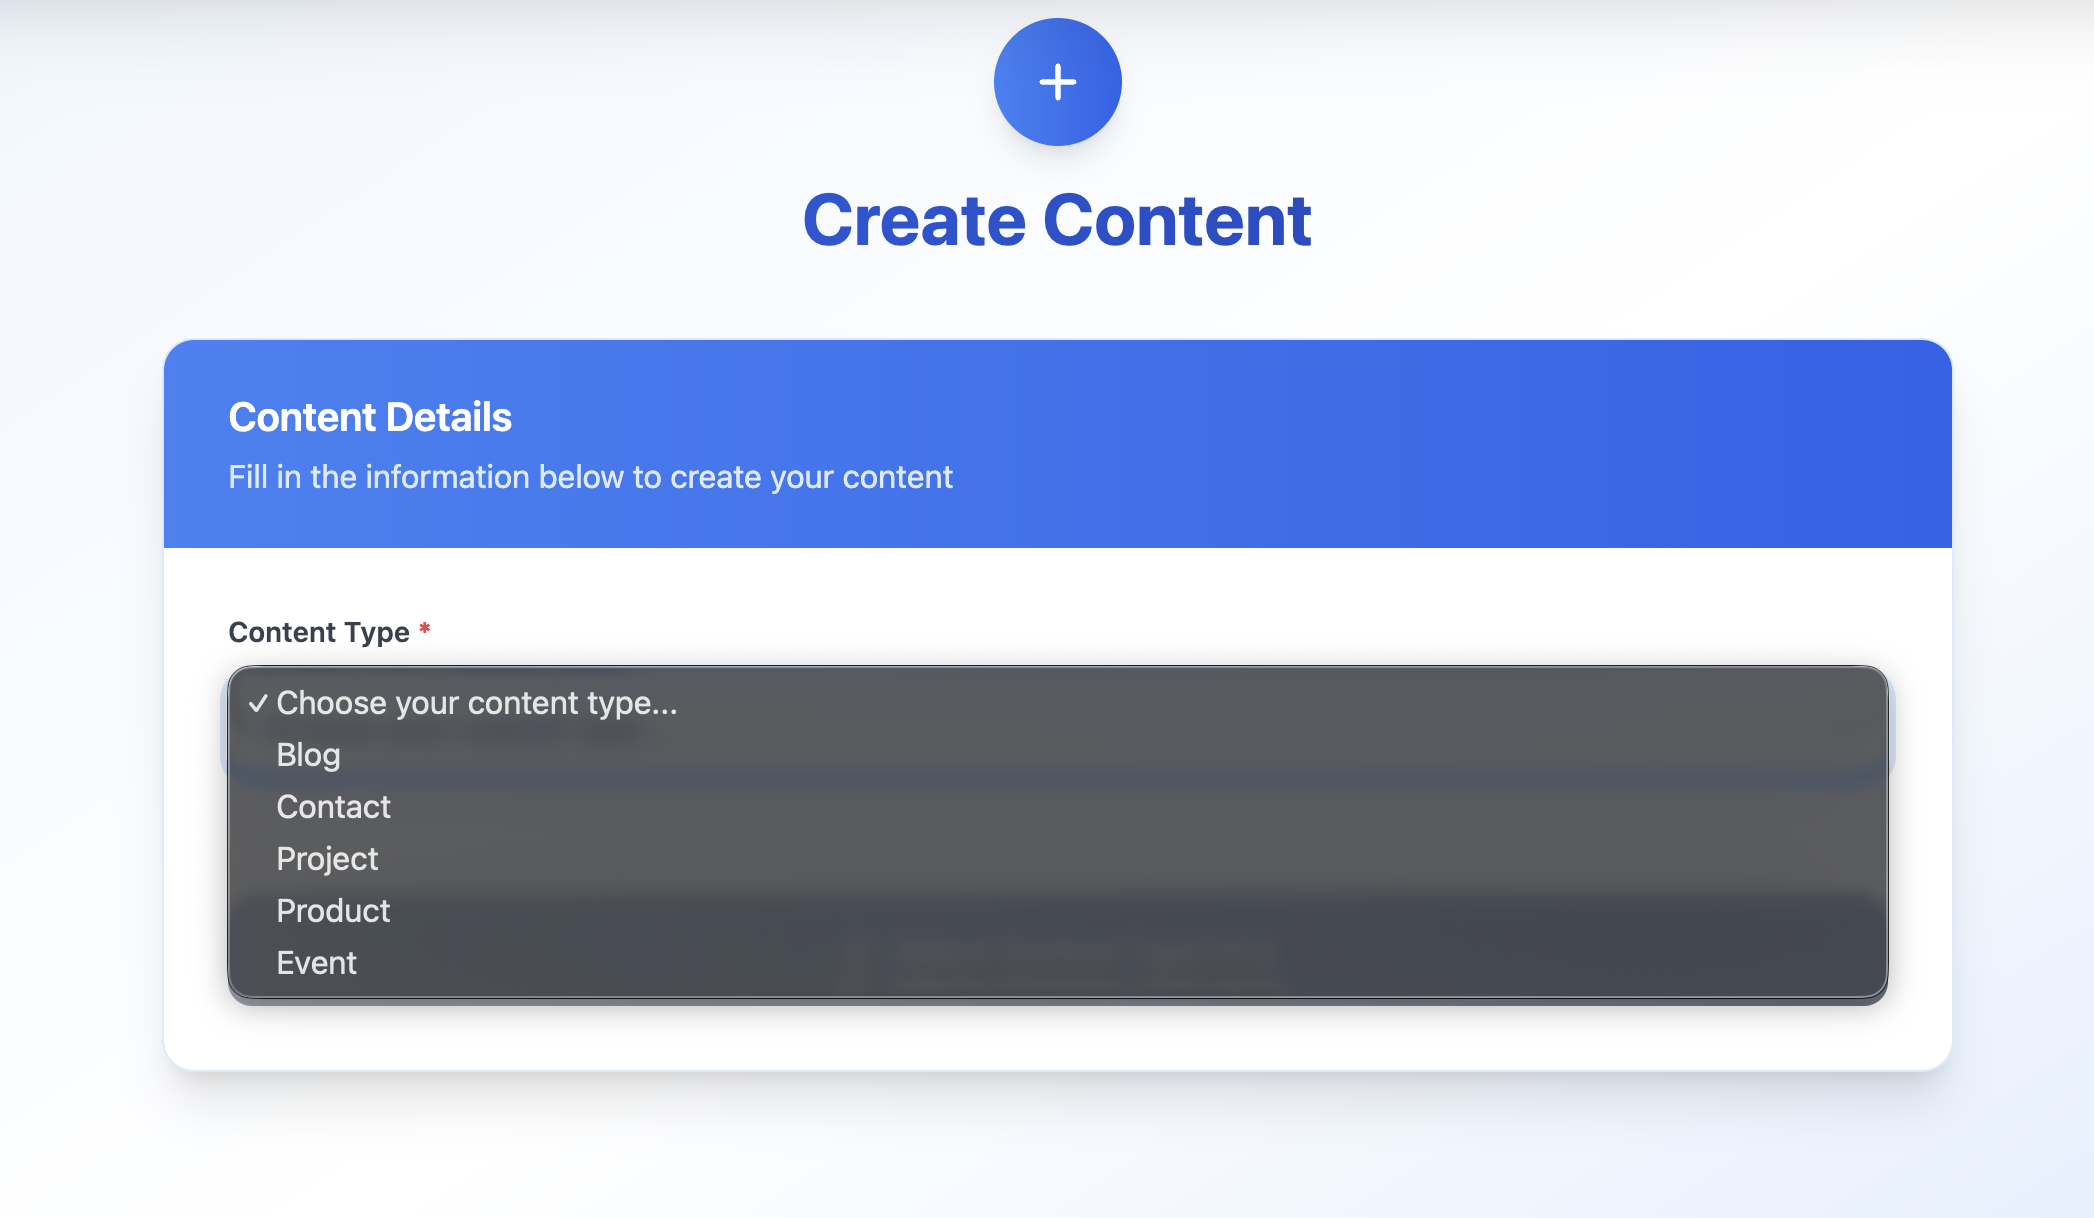 Create Content
Content Details
Fill in the information below to create your content
Content Type *
✓ Choose your content type...
Blog
Contact
Project
Product
Event